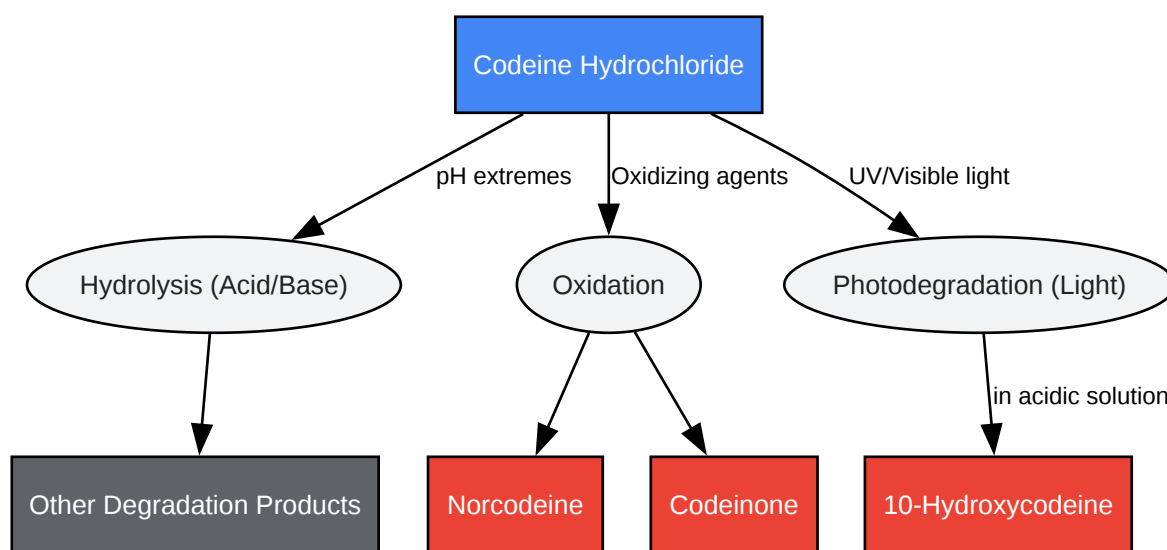 Codeine Hydrochloride
pH extremes
Oxidizing agents
UV/Visible light
Hydrolysis (Acid/Base)
Oxidation
Photodegradation (Light)
in acidic solution
Other Degradation Products
Norcodeine
Codeinone
10-Hydroxycodeine